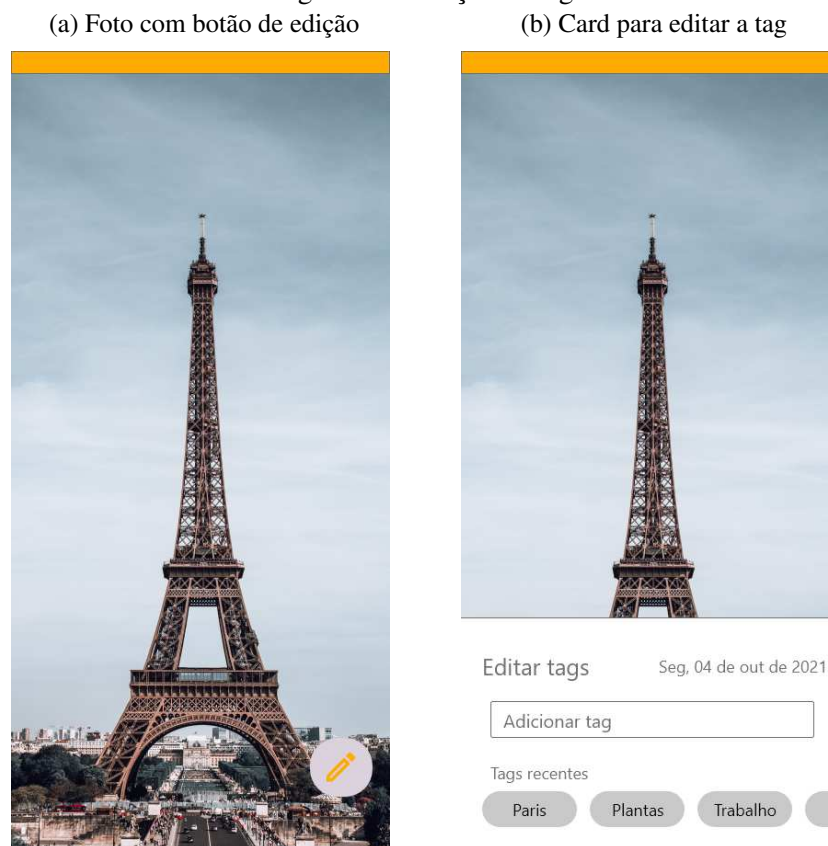 (a) Foto com botão de edição
(b) Card para editar a tag
Editar tags
Seg, 04 de out de 2021
Adicionar tag
Tags recentes
Paris
Plantas
Trabalho